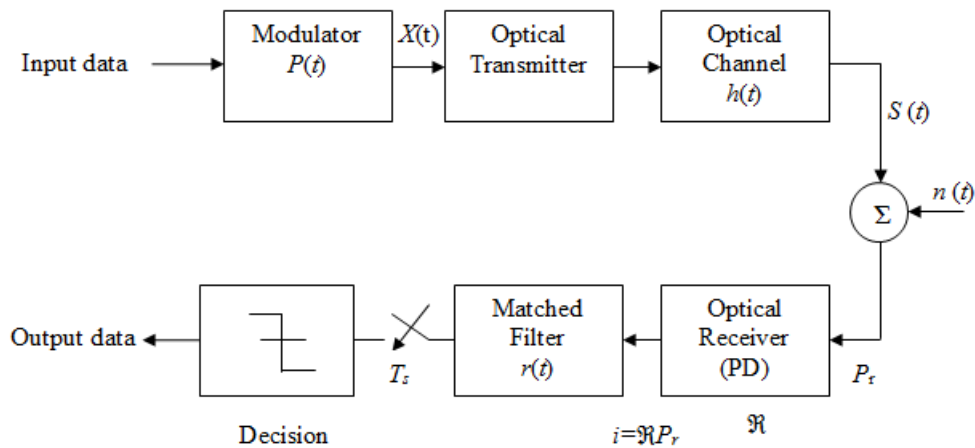 Input data
Modulator
P(t)
X(t)
Optical
Transmitter
Optical
Channel
h(t)
S (t)
n (t)
Σ
Output data
Decision
T_s
Matched
Filter
r(t)
i=ℜP_r
Optical
Receiver
(PD)
ℜ
P_r